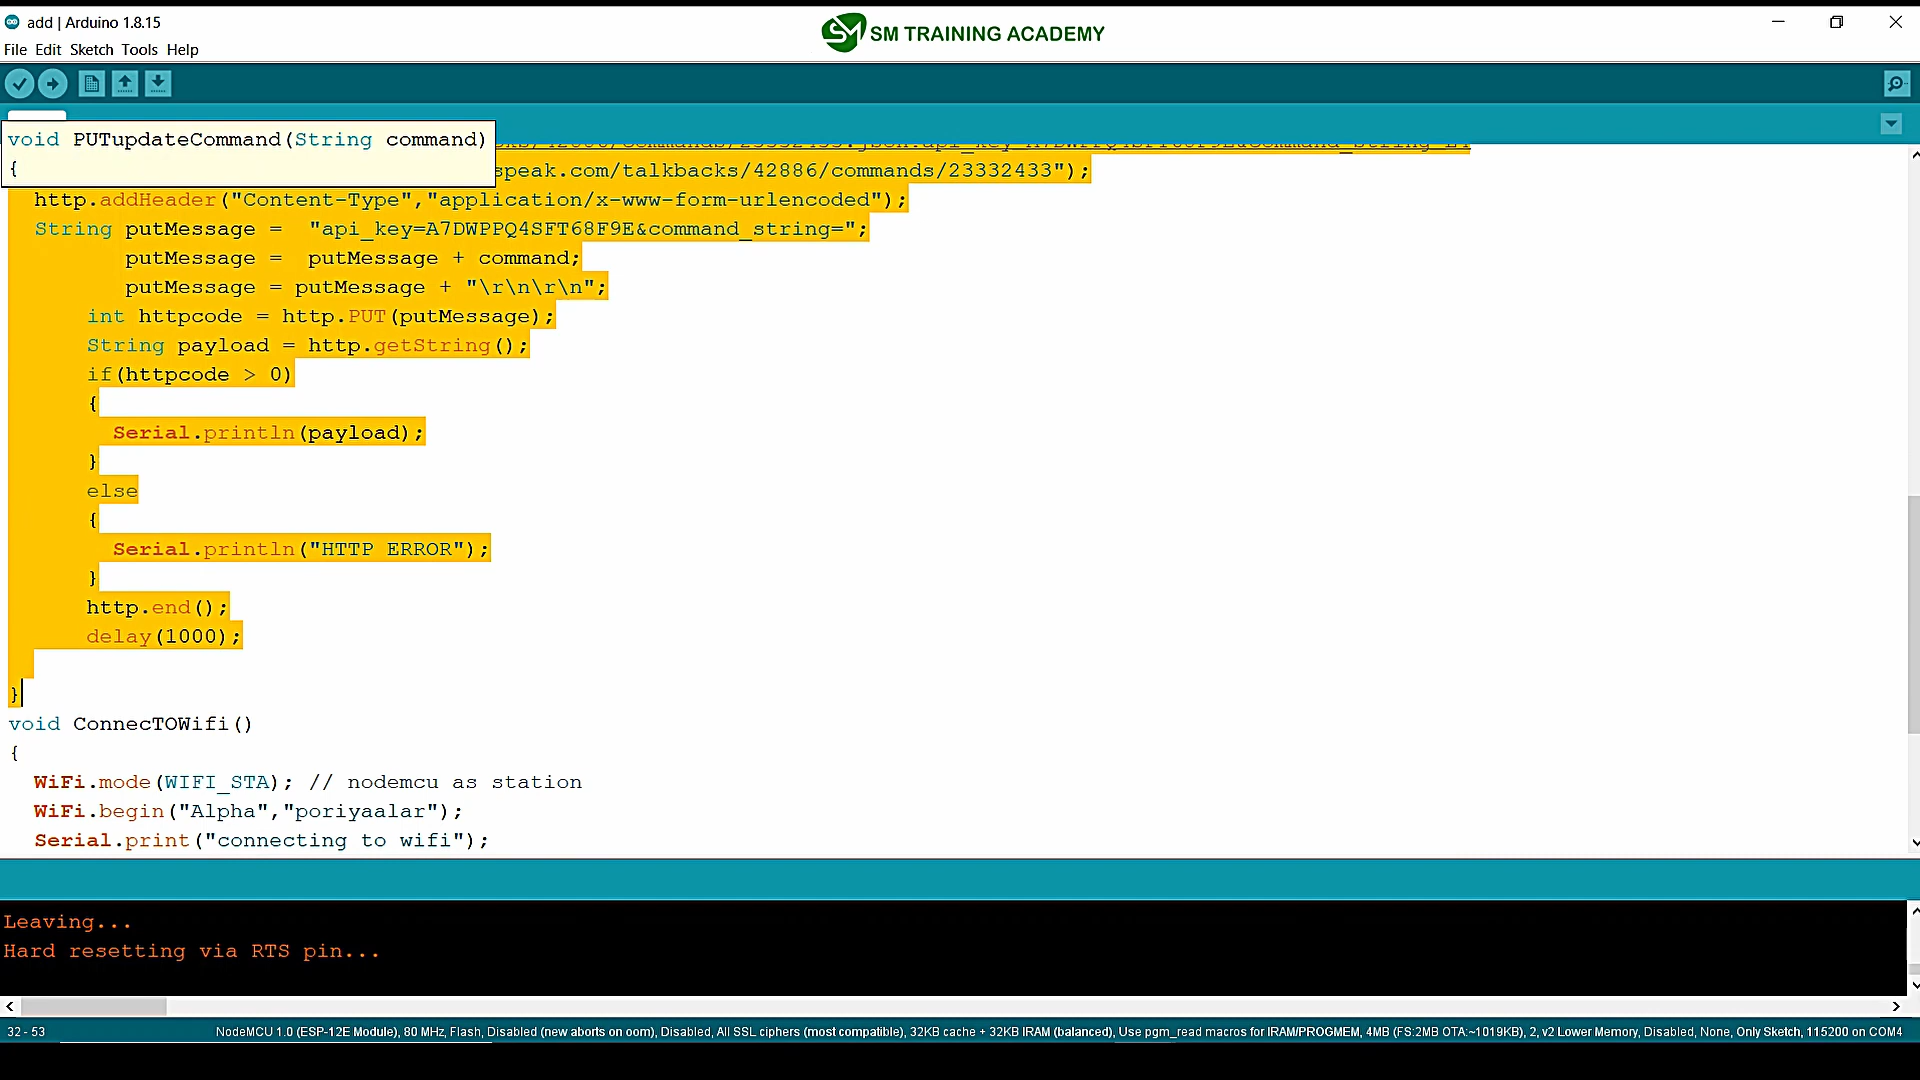 add | Arduino 1.8.15
SM TRAINING ACADEMY
File Edit Sketch Tools Help
void PUTupdateCommand(String command)
{
speak.com/talkbacks/42886/commands/23332433");
http.addHeader("Content-Type","application/x-www-form-urlencoded");
String putMessage = "api_key=A7DWPPQ4SFT68F9E&command_string=";
putMessage = putMessage + command;
putMessage = putMessage + "\r\n\r\n";
int httpcode = http.PUT(putMessage);
String payload = http.getString();
if(httpcode > 0)
{
Serial.println(payload);
}
else
{
Serial.println("HTTP ERROR");
}
http.end();
delay(1000);
}
void ConnecTOWifi()
{
WiFi.mode(WIFI_STA); // nodemcu as station
WiFi.begin("Alpha","poriyaalar");
Serial.print("connecting to wifi");
Leaving...
Hard resetting via RTS pin...
32 - 53
NodeMCU 1.0 (ESP-12E Module), 80 MHz, Flash, Disabled (new aborts on oom), Disabled, All SSL ciphers (most compatible), 32KB cache + 32KB IRAM (balanced), Use pgm_read macros for IRAM/PROGMEM, 4MB (FS:2MB OTA:~1019KB), 2, v2 Lower Memory, Disabled, None, Only Sketch, 115200 on COM4